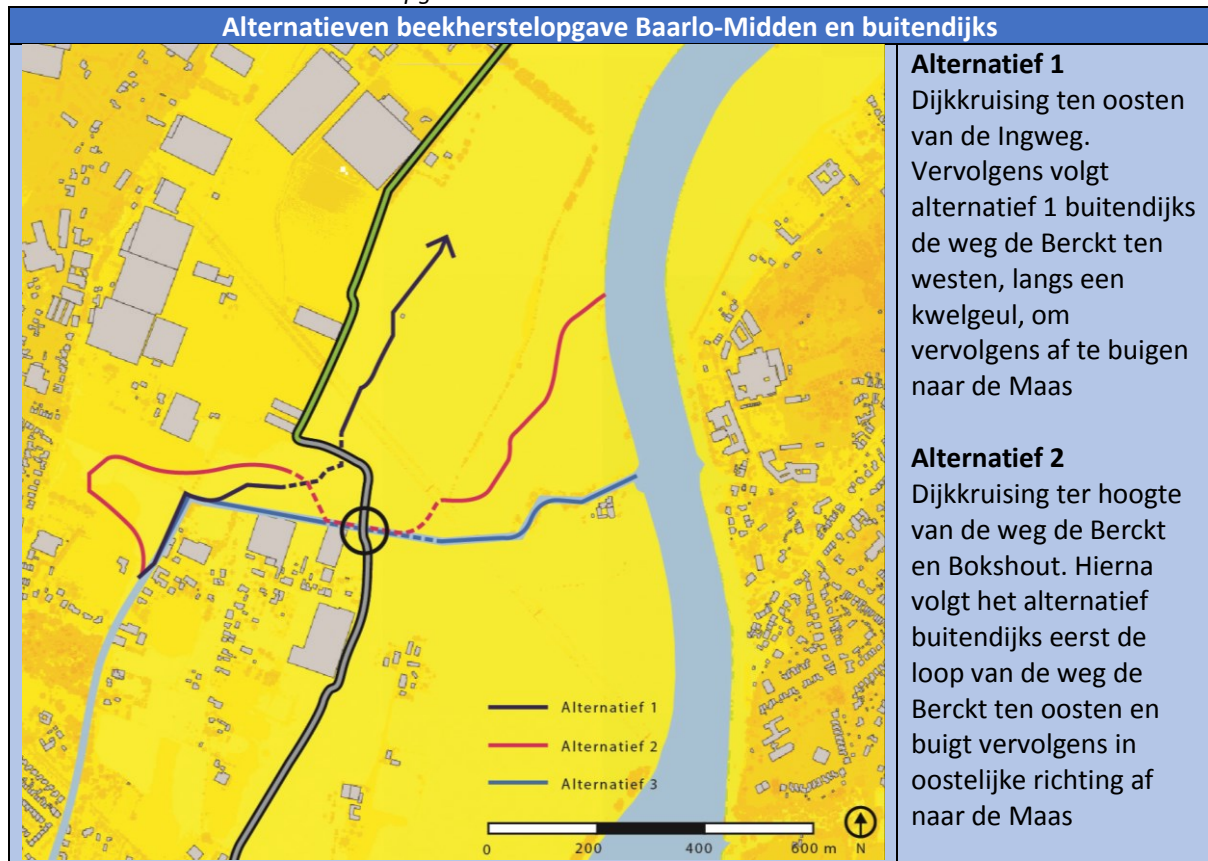 Alternatieven beekherstelopgave Baarlo-Midden en buitendijks
Alternatief 1
Dijkkruising ten oosten
van de Ingweg.
Vervolgens volgt
alternatief 1 buitendijks
de weg de Berckt ten
westen, langs een
kwelgeul, om
vervolgens af te buigen
naar de Maas
Alternatief 2
Dijkkruising ter hoogte
van de weg de Berckt
en Bokshout. Hierna
volgt het alternatief
buitendijks eerst de
loop van de weg de
Berckt ten oosten en
buigt vervolgens in
oostelijke richting af
naar de Maas
Alternatief 1
Alternatief 2
Alternatief 3
0 200 400 600 m N